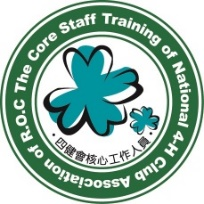 The Core Staff Training of National 4-H Club Association of R.O.C
·四健會核心工作人員·